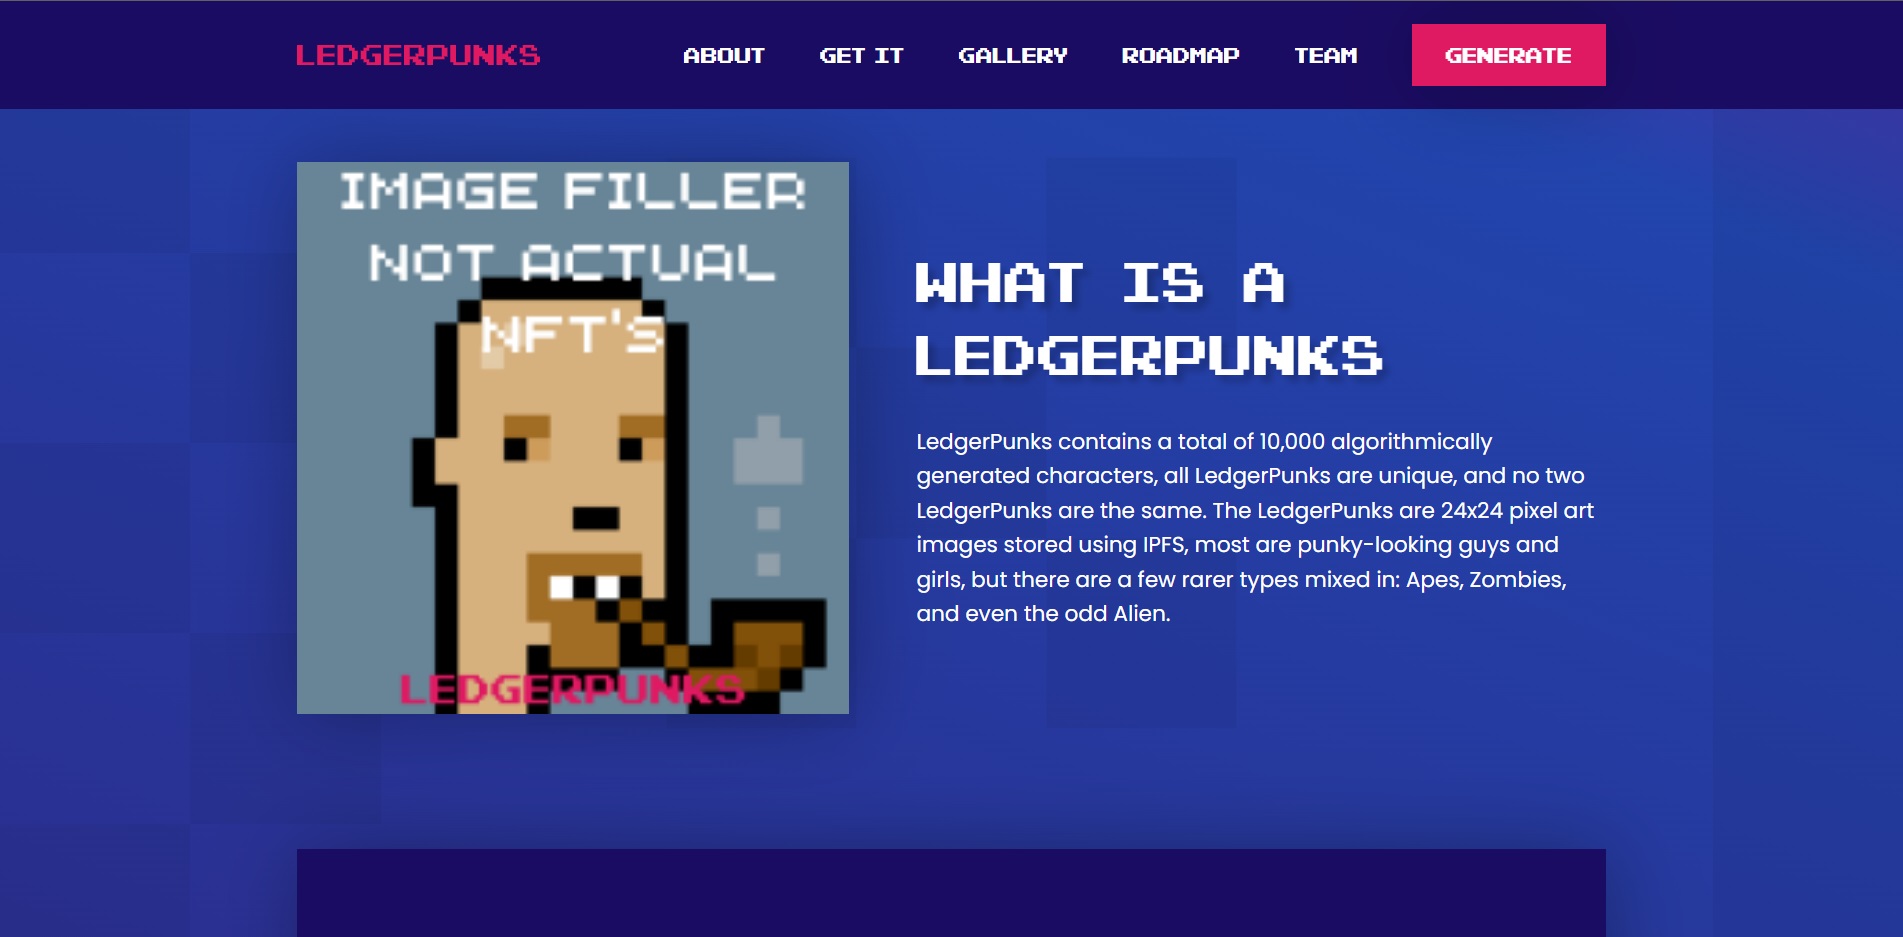 LEDGERPUNKS
ABOUT
GET IT
GALLERY
ROADMAP
TEAM
GENERATE
IMAGE FILLER
NOT ACTUAL
NFT'S
LEDGERPUNKS
WHAT IS A
LEDGERPUNKS
LedgerPunks contains a total of 10,000 algorithmically
generated characters, all LedgerPunks are unique, and no two
LedgerPunks are the same. The LedgerPunks are 24x24 pixel art
images stored using IPFS, most are punky-looking guys and
girls, but there are a few rarer types mixed in: Apes, Zombies,
and even the odd Alien.